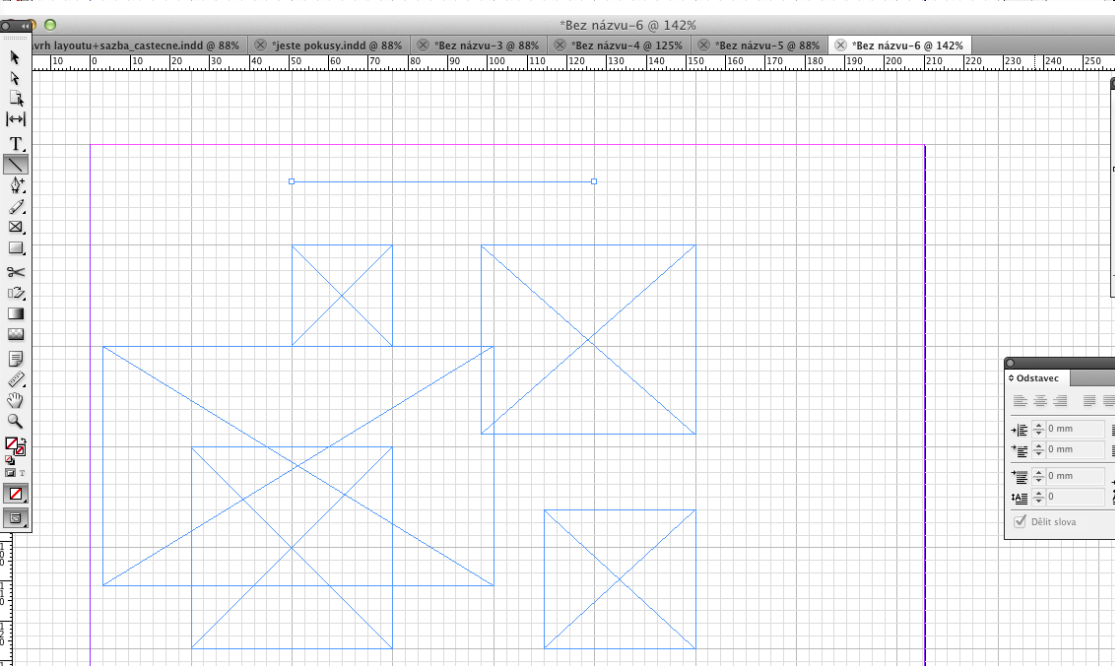 *Bez názvu-6 @ 142%
vrh layoutu+sazba_castecne.indd @ 88% *jeste pokusy.indd @ 88% *Bez názvu-3 @ 88% *Bez názvu-4 @ 125% *Bez názvu-5 @ 88% *Bez názvu-6 @ 142%
10 0 10 20 30 40 50 60 70 80 90 100 110 120 130 140 150 160 170 180 190 200 210 220 230 240 250
T
T
Odstavec
0 mm
0 mm
0 mm
0
Dělit slova
100
110
120